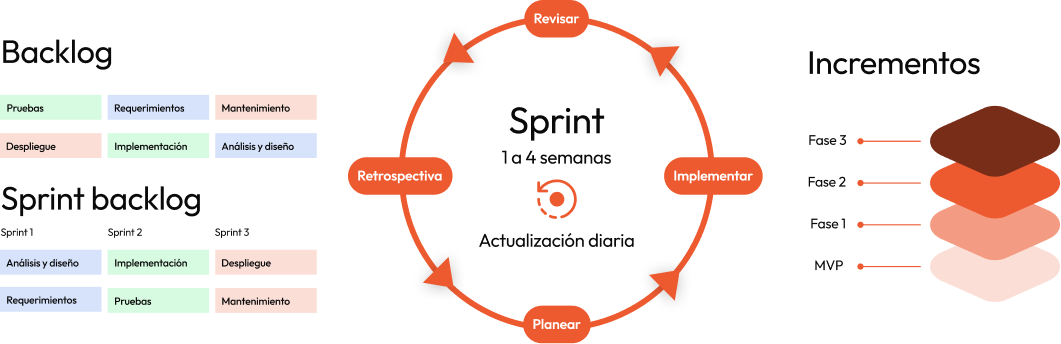 Backlog
Pruebas
Requerimientos
Mantenimiento
Despliegue
Implementación
Análisis y diseño
Sprint backlog
Sprint 1
Sprint 2
Sprint 3
Análisis y diseño
Implementación
Despliegue
Requerimientos
Pruebas
Mantenimiento
Revisar
Sprint
1 a 4 semanas
Retrospectiva
Implementar
Actualización diaria
Planear
Incrementos
Fase 3
Fase 2
Fase 1
MVP